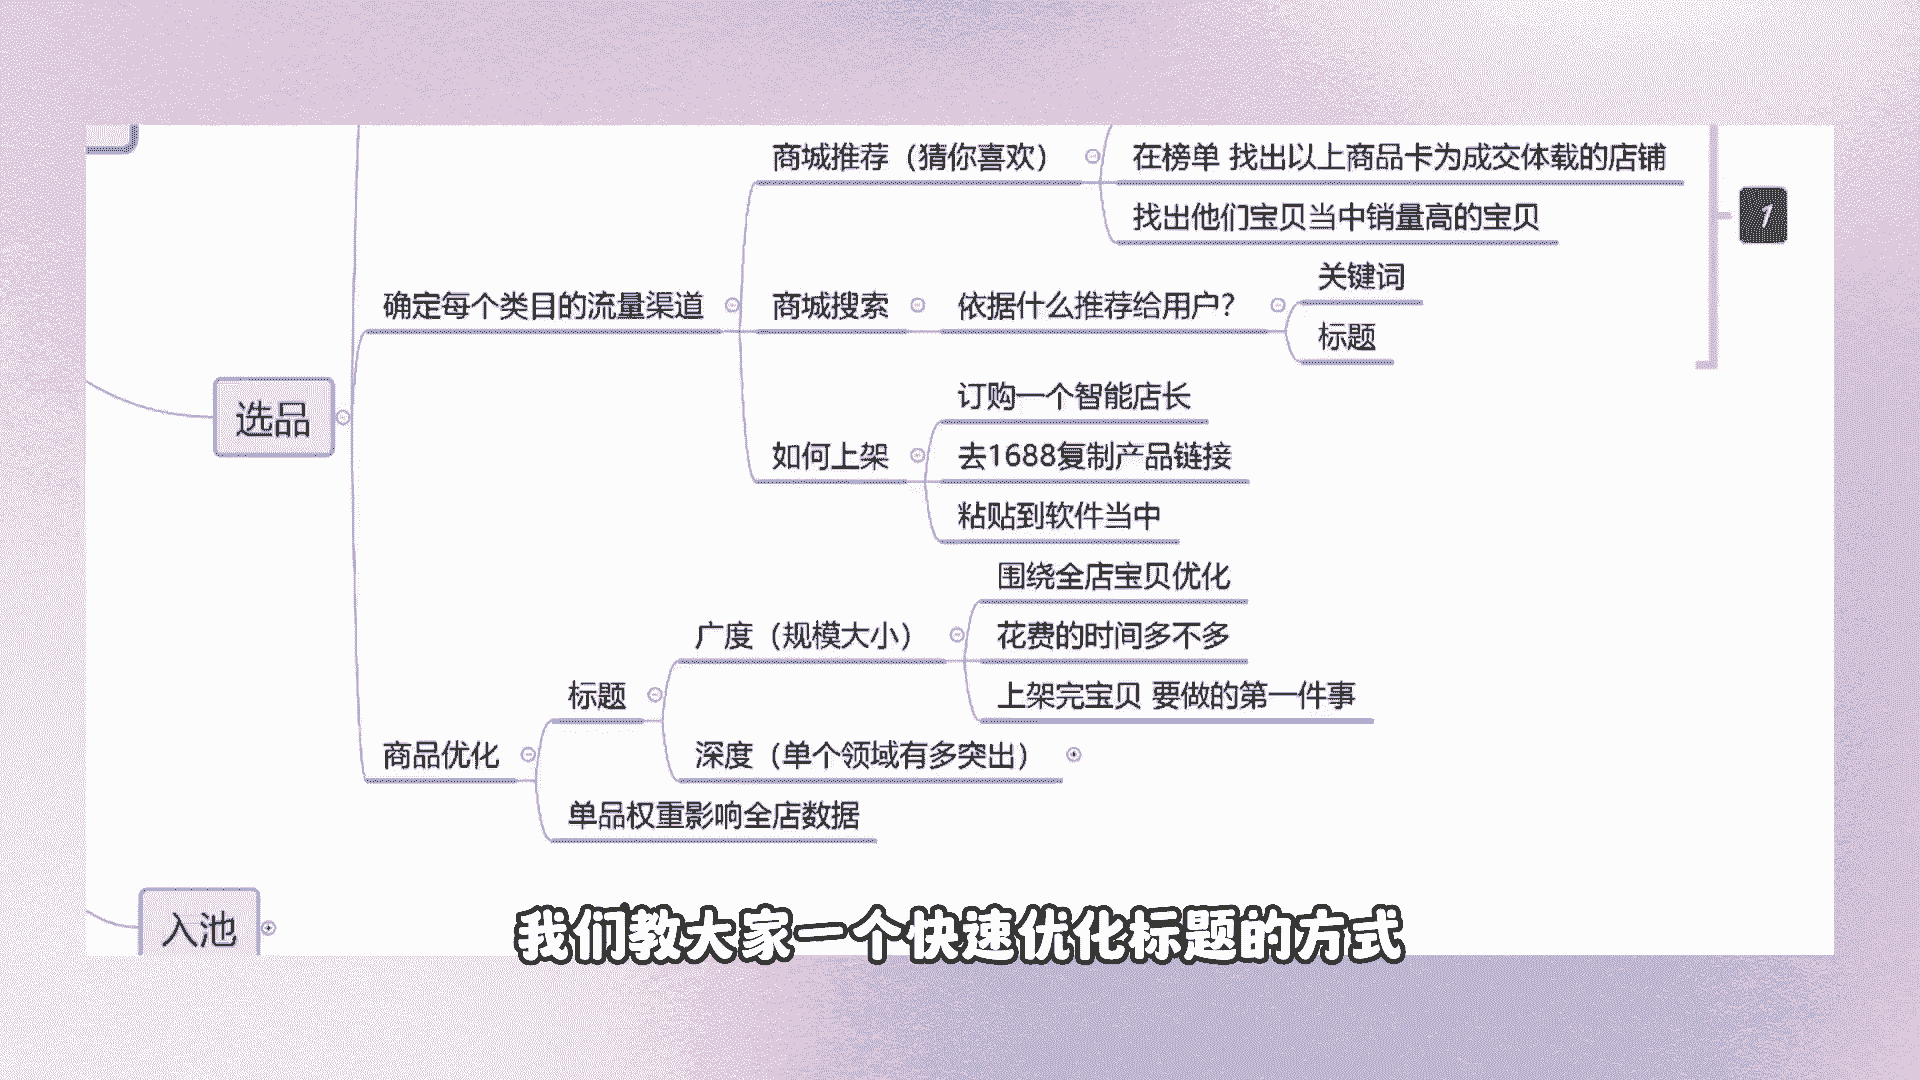 商城推荐（猜你喜欢）
在榜单 找出以上商品卡为成交体载的店铺
找出他们宝贝当中销量高的宝贝
1
确定每个类目的流量渠道
商城搜索
依据什么推荐给用户？
关键词
标题
选品
如何上架
订购一个智能店长
去1688复制产品链接
粘贴到软件当中
商品优化
标题
广度（规模大小）
围绕全店宝贝优化
花费的时间多不多
上架完宝贝 要做的第一件事
深度（单个领域有多突出）
单品权重影响全店数据
入池
我们教大家一个快速优化标题的方式